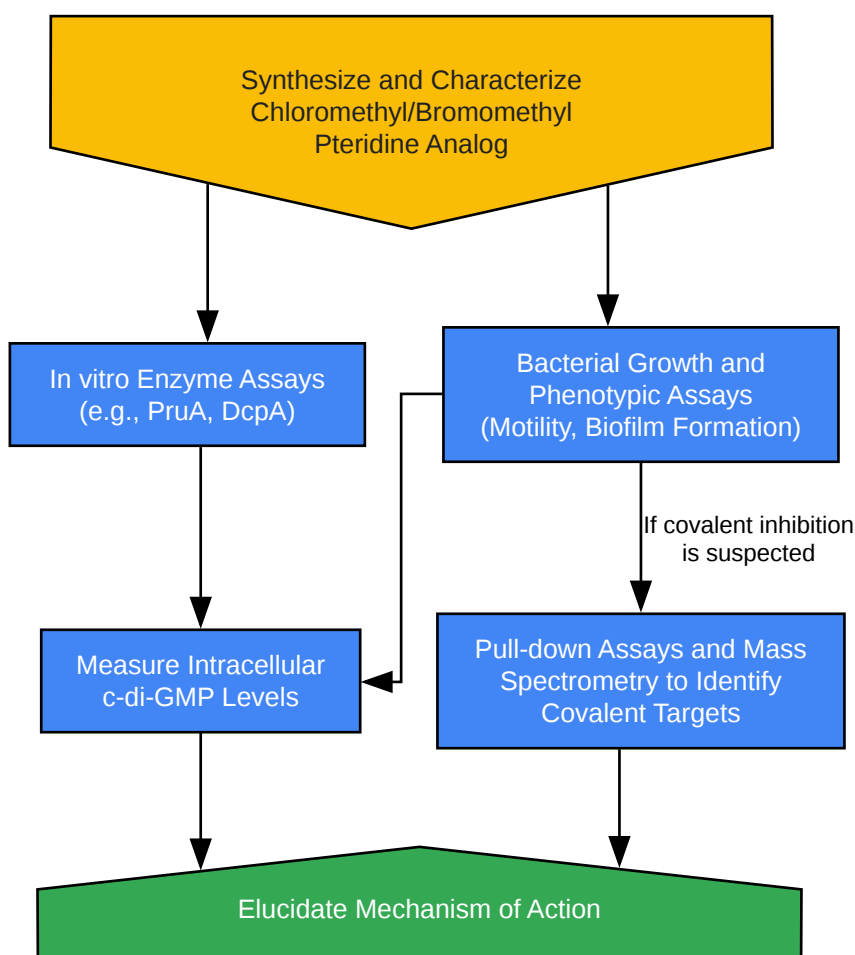 Synthesize and Characterize
Chloromethyl/Bromomethyl
Pteridine Analog
In vitro Enzyme Assays
(e.g., PruA, DcpA)
Bacterial Growth and
Phenotypic Assays
(Motility, Biofilm Formation)
If covalent inhibition
is suspected
Measure Intracellular
c-di-GMP Levels
Pull-down Assays and Mass
Spectrometry to Identify
Covalent Targets
Elucidate Mechanism of Action